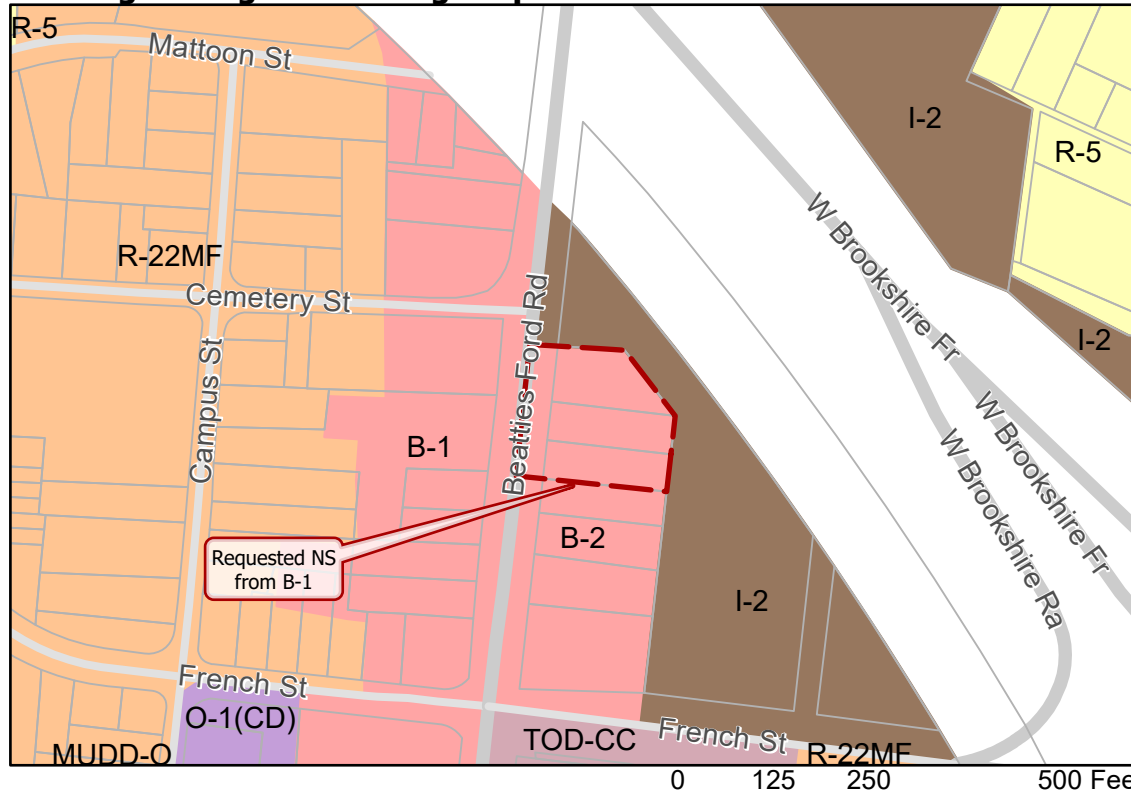 R-5
Mattoon St
I-2
R-5
R-22MF
W Brookshire Fr
Cemetery St
Beatties Ford Rd
I-2
Campus St
B-1
W Brookshire Fr
W Brookshire Ra
B-2
Requested NS
from B-1
I-2
French St
O-1(CD)
TOD-CC
French St
R-22MF
MUDD-O
0 125 250 500 Fee